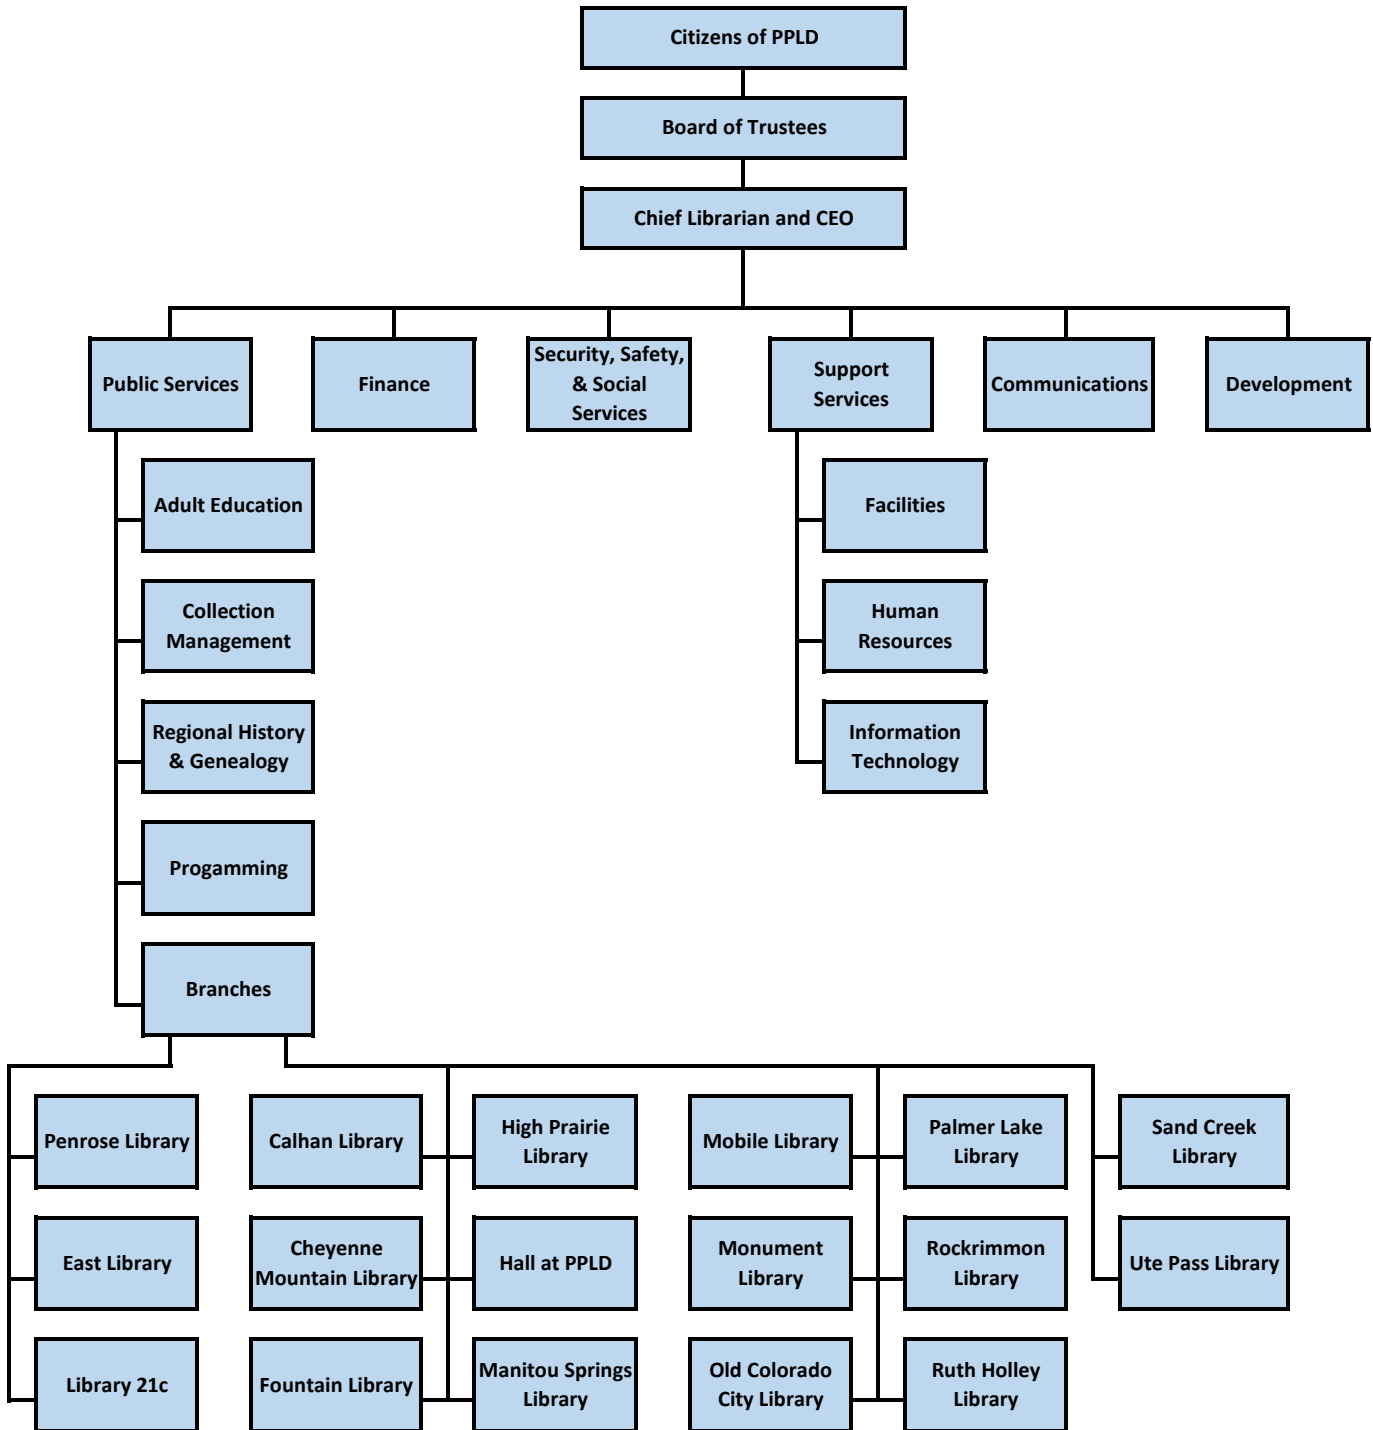 Citizens of PPLD
Board of Trustees
Chief Librarian and CEO
Public Services
Finance
Security, Safety,
& Social
Services
Support
Services
Communications
Development
Adult Education
Collection
Management
Regional History
& Genealogy
Progamming
Branches
Facilities
Human
Resources
Information
Technology
Penrose Library
East Library
Library 21c
Calhan Library
Cheyenne
Mountain Library
Fountain Library
High Prairie
Library
Hall at PPLD
Manitou Springs
Library
Mobile Library
Monument
Library
Old Colorado
City Library
Palmer Lake
Library
Rockrimmon
Library
Ruth Holley
Library
Sand Creek
Library
Ute Pass Library